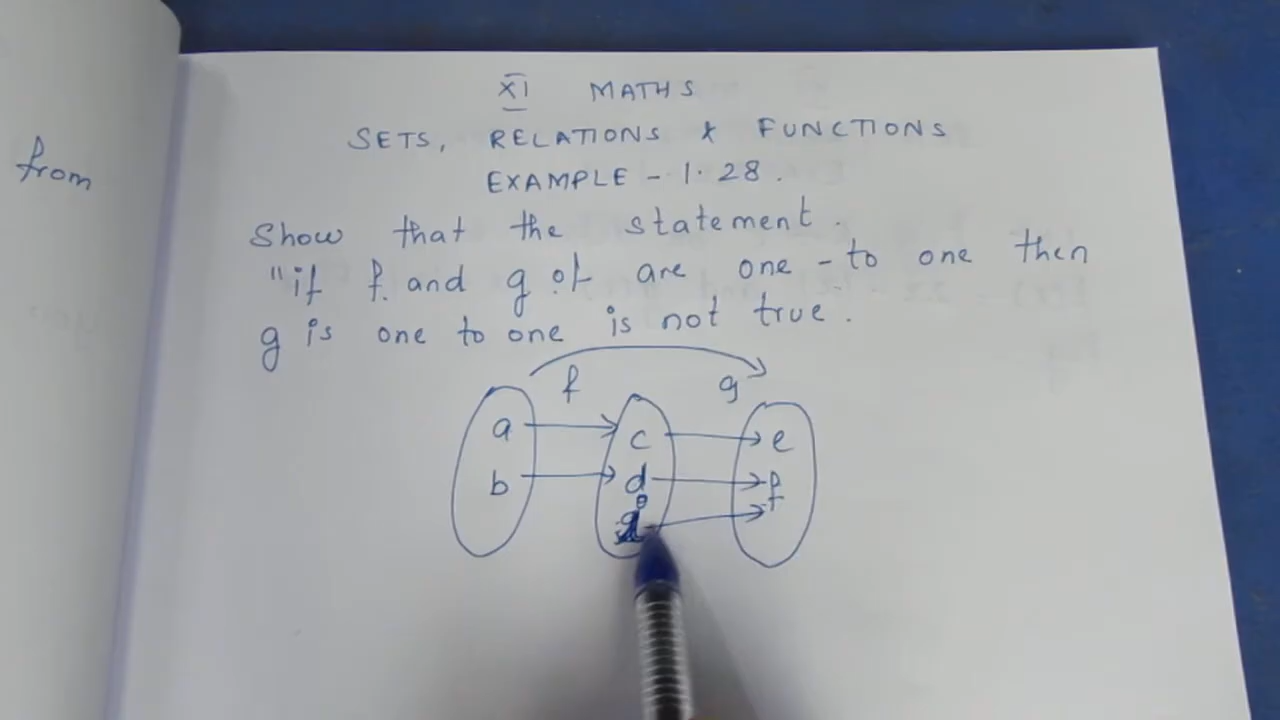 from
XI MATHS
SETS, RELATIONS & FUNCTIONS
EXAMPLE - 1.28.
Show that the statement.
"if f and g of are one - to one then
g is one to one is not true.
f g
a c e
b d f